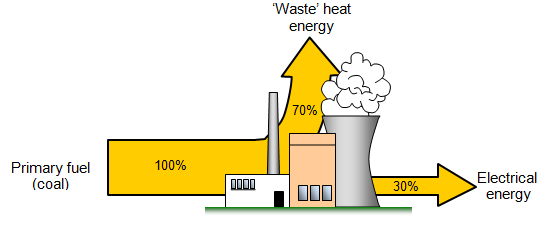 ‘Waste’ heat
energy
70%
100%
Primary fuel
(coal)
30%
Electrical
energy